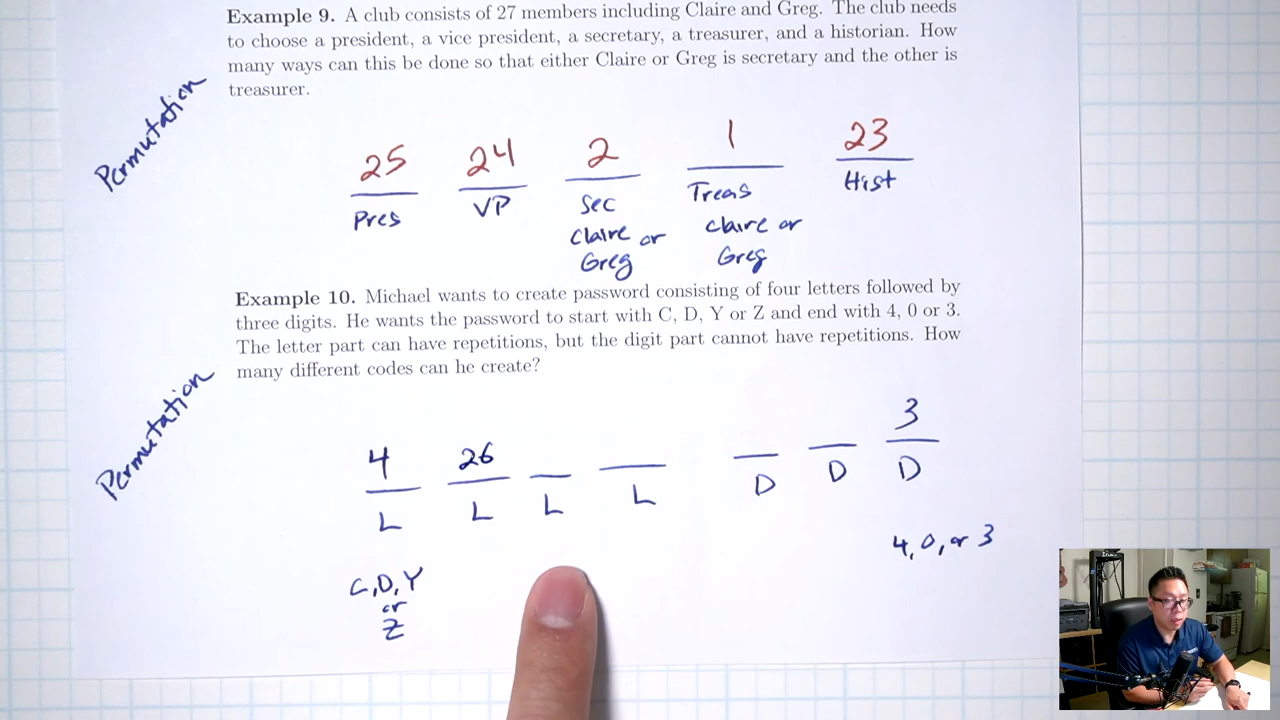 Example 9. A club consists of 27 members including Claire and Greg. The club needs
to choose a president, a vice president, a secretary, a treasurer, and a historian. How
many ways can this be done so that either Claire or Greg is secretary and the other is
treasurer.
Permutation
25 24 2 1 23
Pres VP Sec Treas Hist
Claire or Claire or
Greg Greg
Example 10. Michael wants to create password consisting of four letters followed by
three digits. He wants the password to start with C, D, Y or Z and end with 4, 0 or 3.
The letter part can have repetitions, but the digit part cannot have repetitions. How
many different codes can he create?
Permutation
4 26 3
L L L L D D D
4, 0, or 3
C, D, Y
or
Z